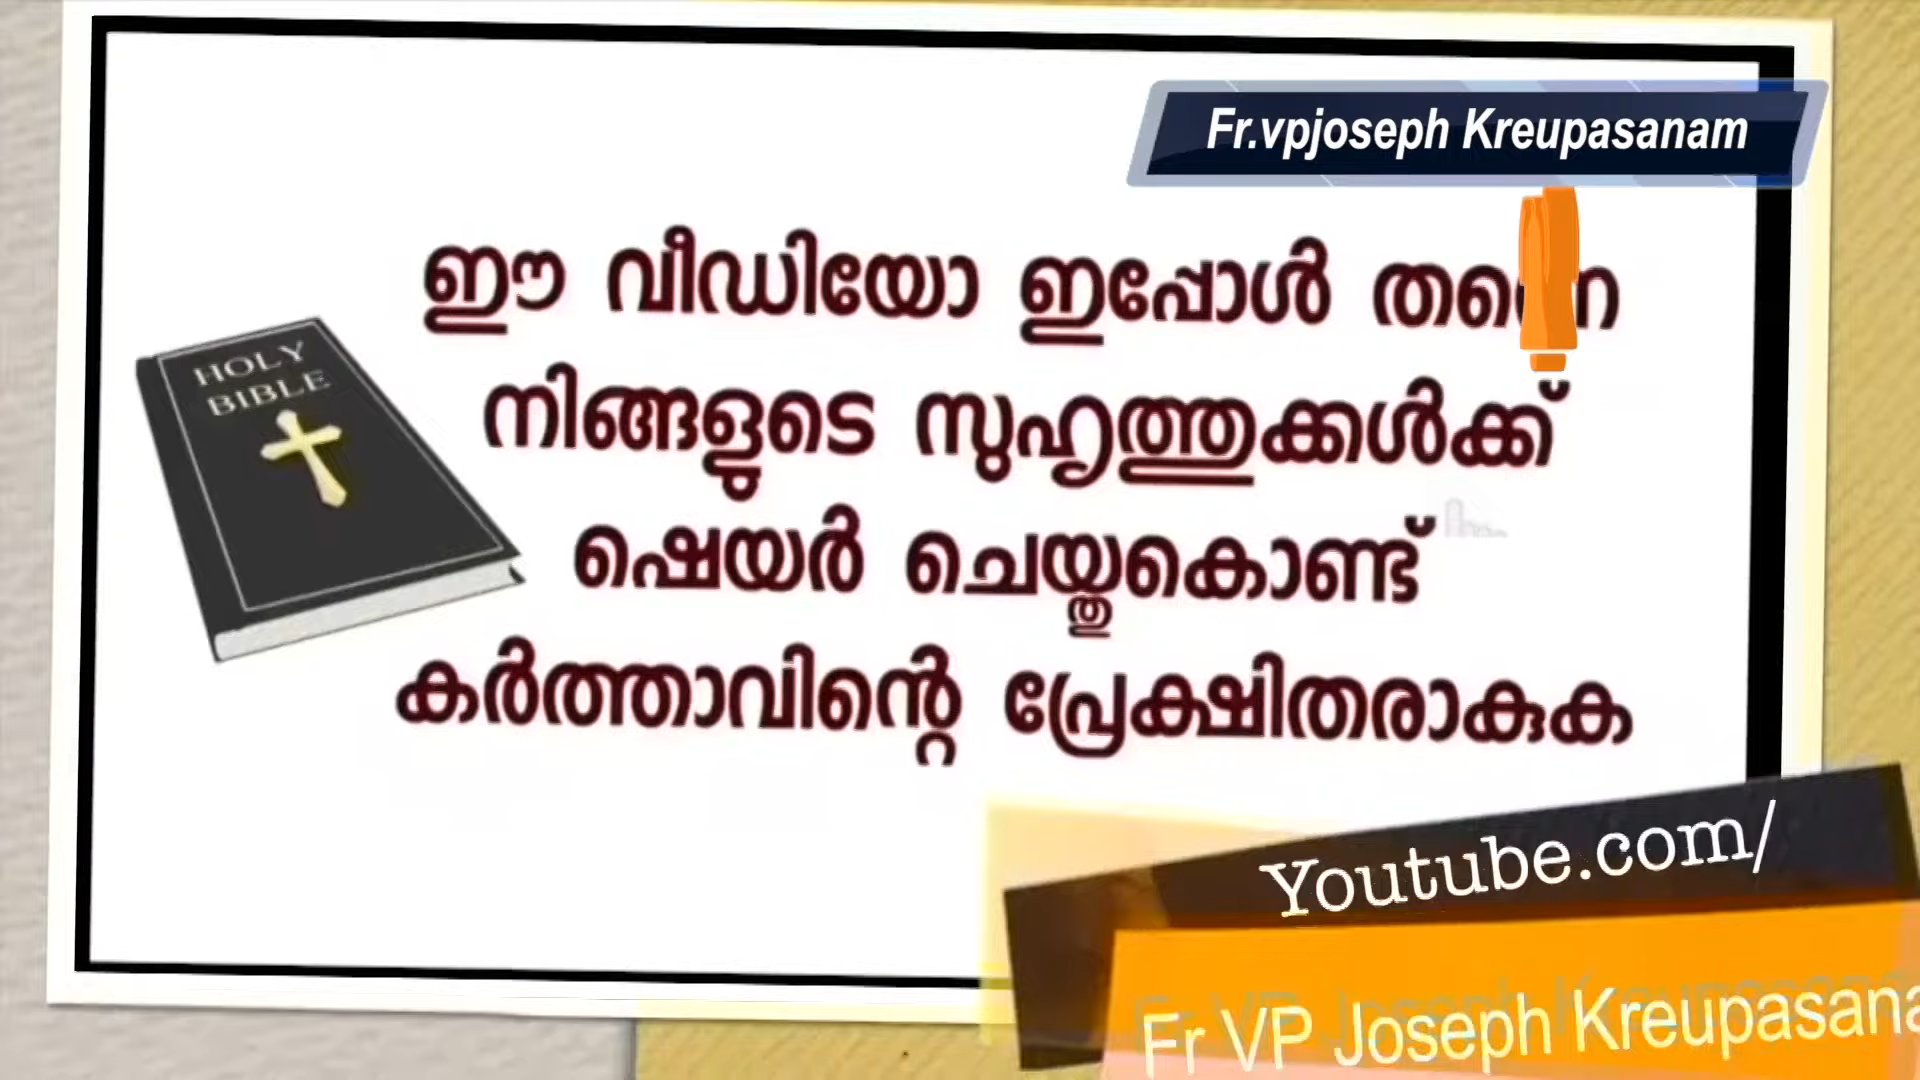 Fr.vpjoseph Kreupasanam
ഈ വീഡിയോ ഇപ്പോൾ
നിങ്ങളുടെ സുഹൃത്തുക്കൾക്ക്
ഷെയർ ചെയ്തുകൊണ്ട്
കർത്താവിന്റെ പ്രേക്ഷിതരാകുക
HOLY
BIBLE
Youtube.com/
Fr VP Joseph Kreupasana